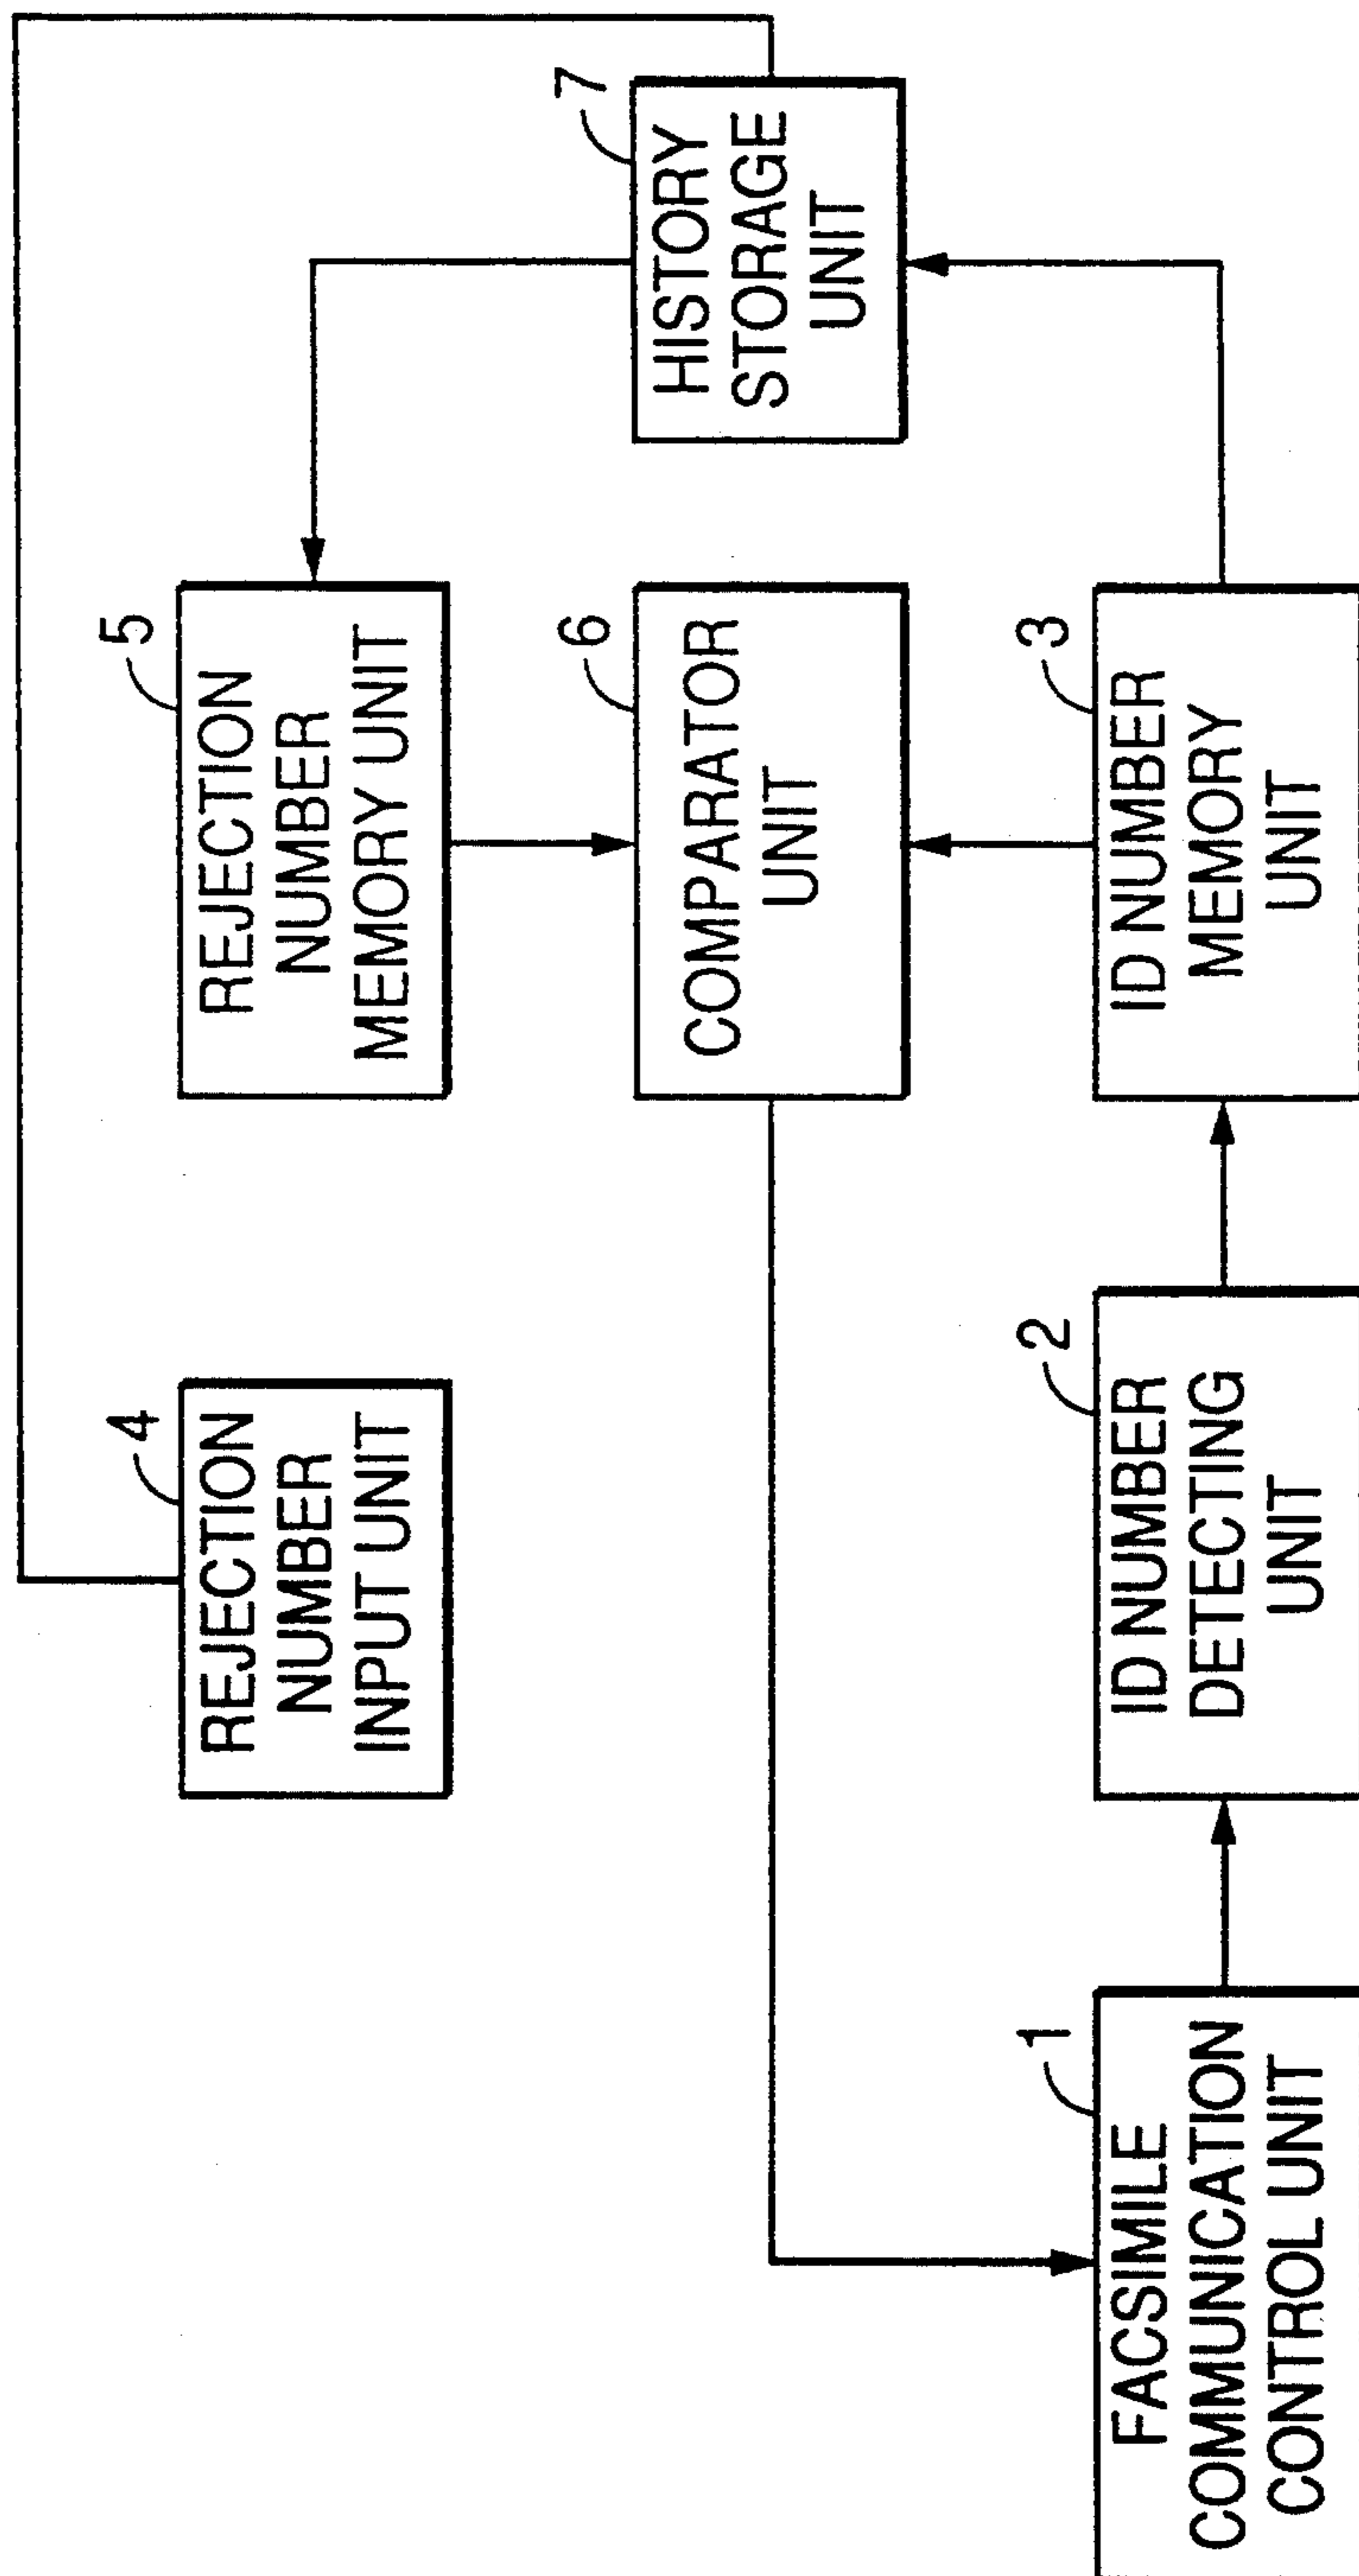 4
REJECTION
NUMBER
INPUT UNIT
5
REJECTION
NUMBER
MEMORY UNIT
7
HISTORY
STORAGE
UNIT
6
COMPARATOR
UNIT
1
FACSIMILE
COMMUNICATION
CONTROL UNIT
2
ID NUMBER
DETECTING
UNIT
3
ID NUMBER
MEMORY
UNIT